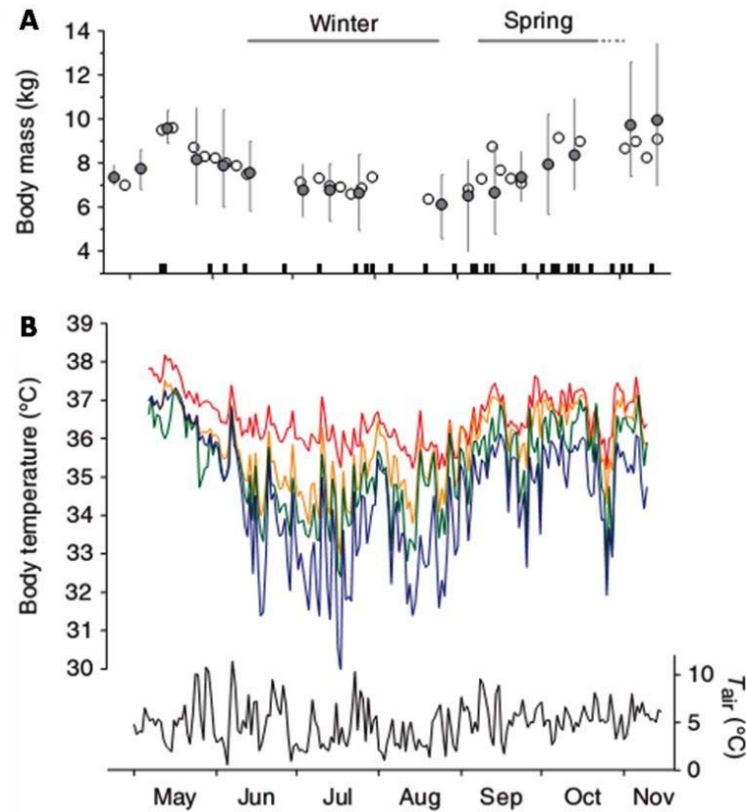 A
Winter
Spring
Body mass (kg)
14
12
10
8
6
4
B
Body temperature (°C)
39
38
37
36
35
34
33
32
31
30
10
5
0
Tair (°C)
May Jun Jul Aug Sep Oct Nov